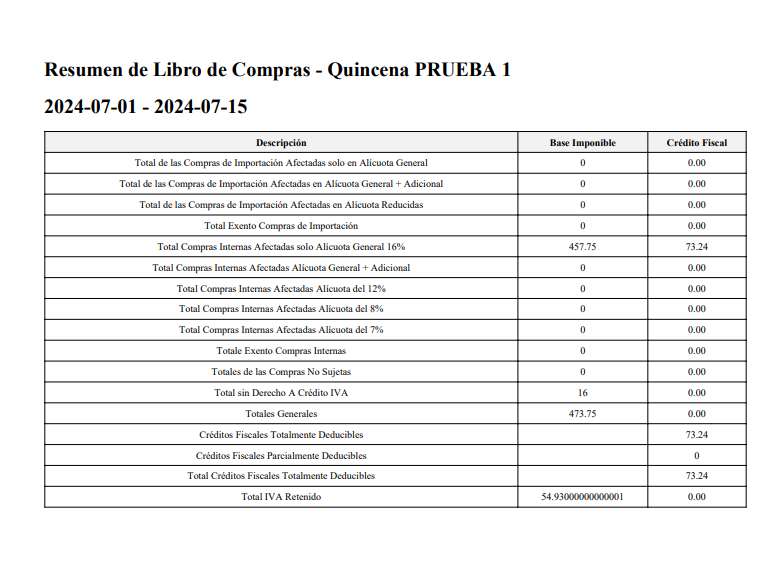 Resumen de Libro de Compras - Quincena PRUEBA 1
2024-07-01 - 2024-07-15
Descripción Base Imponible Crédito Fiscal
Total de las Compras de Importación Afectadas solo en Alícuota General 0 0.00
Total de las Compras de Importación Afectadas en Alícuota General + Adicional 0 0.00
Total de las Compras de Importación Afectadas en Alícuota Reducidas 0 0.00
Total Exento Compras de Importación 0 0.00
Total Compras Internas Afectadas solo Alícuota General 16% 457.75 73.24
Total Compras Internas Afectadas Alícuota General + Adicional 0 0.00
Total Compras Internas Afectadas Alícuota del 12% 0 0.00
Total Compras Internas Afectadas Alícuota del 8% 0 0.00
Total Compras Internas Afectadas Alícuota del 7% 0 0.00
Totale Exento Compras Internas 0 0.00
Totales de las Compras No Sujetas 0 0.00
Total sin Derecho A Crédito IVA 16 0.00
Totales Generales 473.75 0.00
Créditos Fiscales Totalmente Deducibles 73.24
Créditos Fiscales Parcialmente Deducibles 0
Total Créditos Fiscales Totalmente Deducibles 73.24
Total IVA Retenido 54.93000000000001 0.00